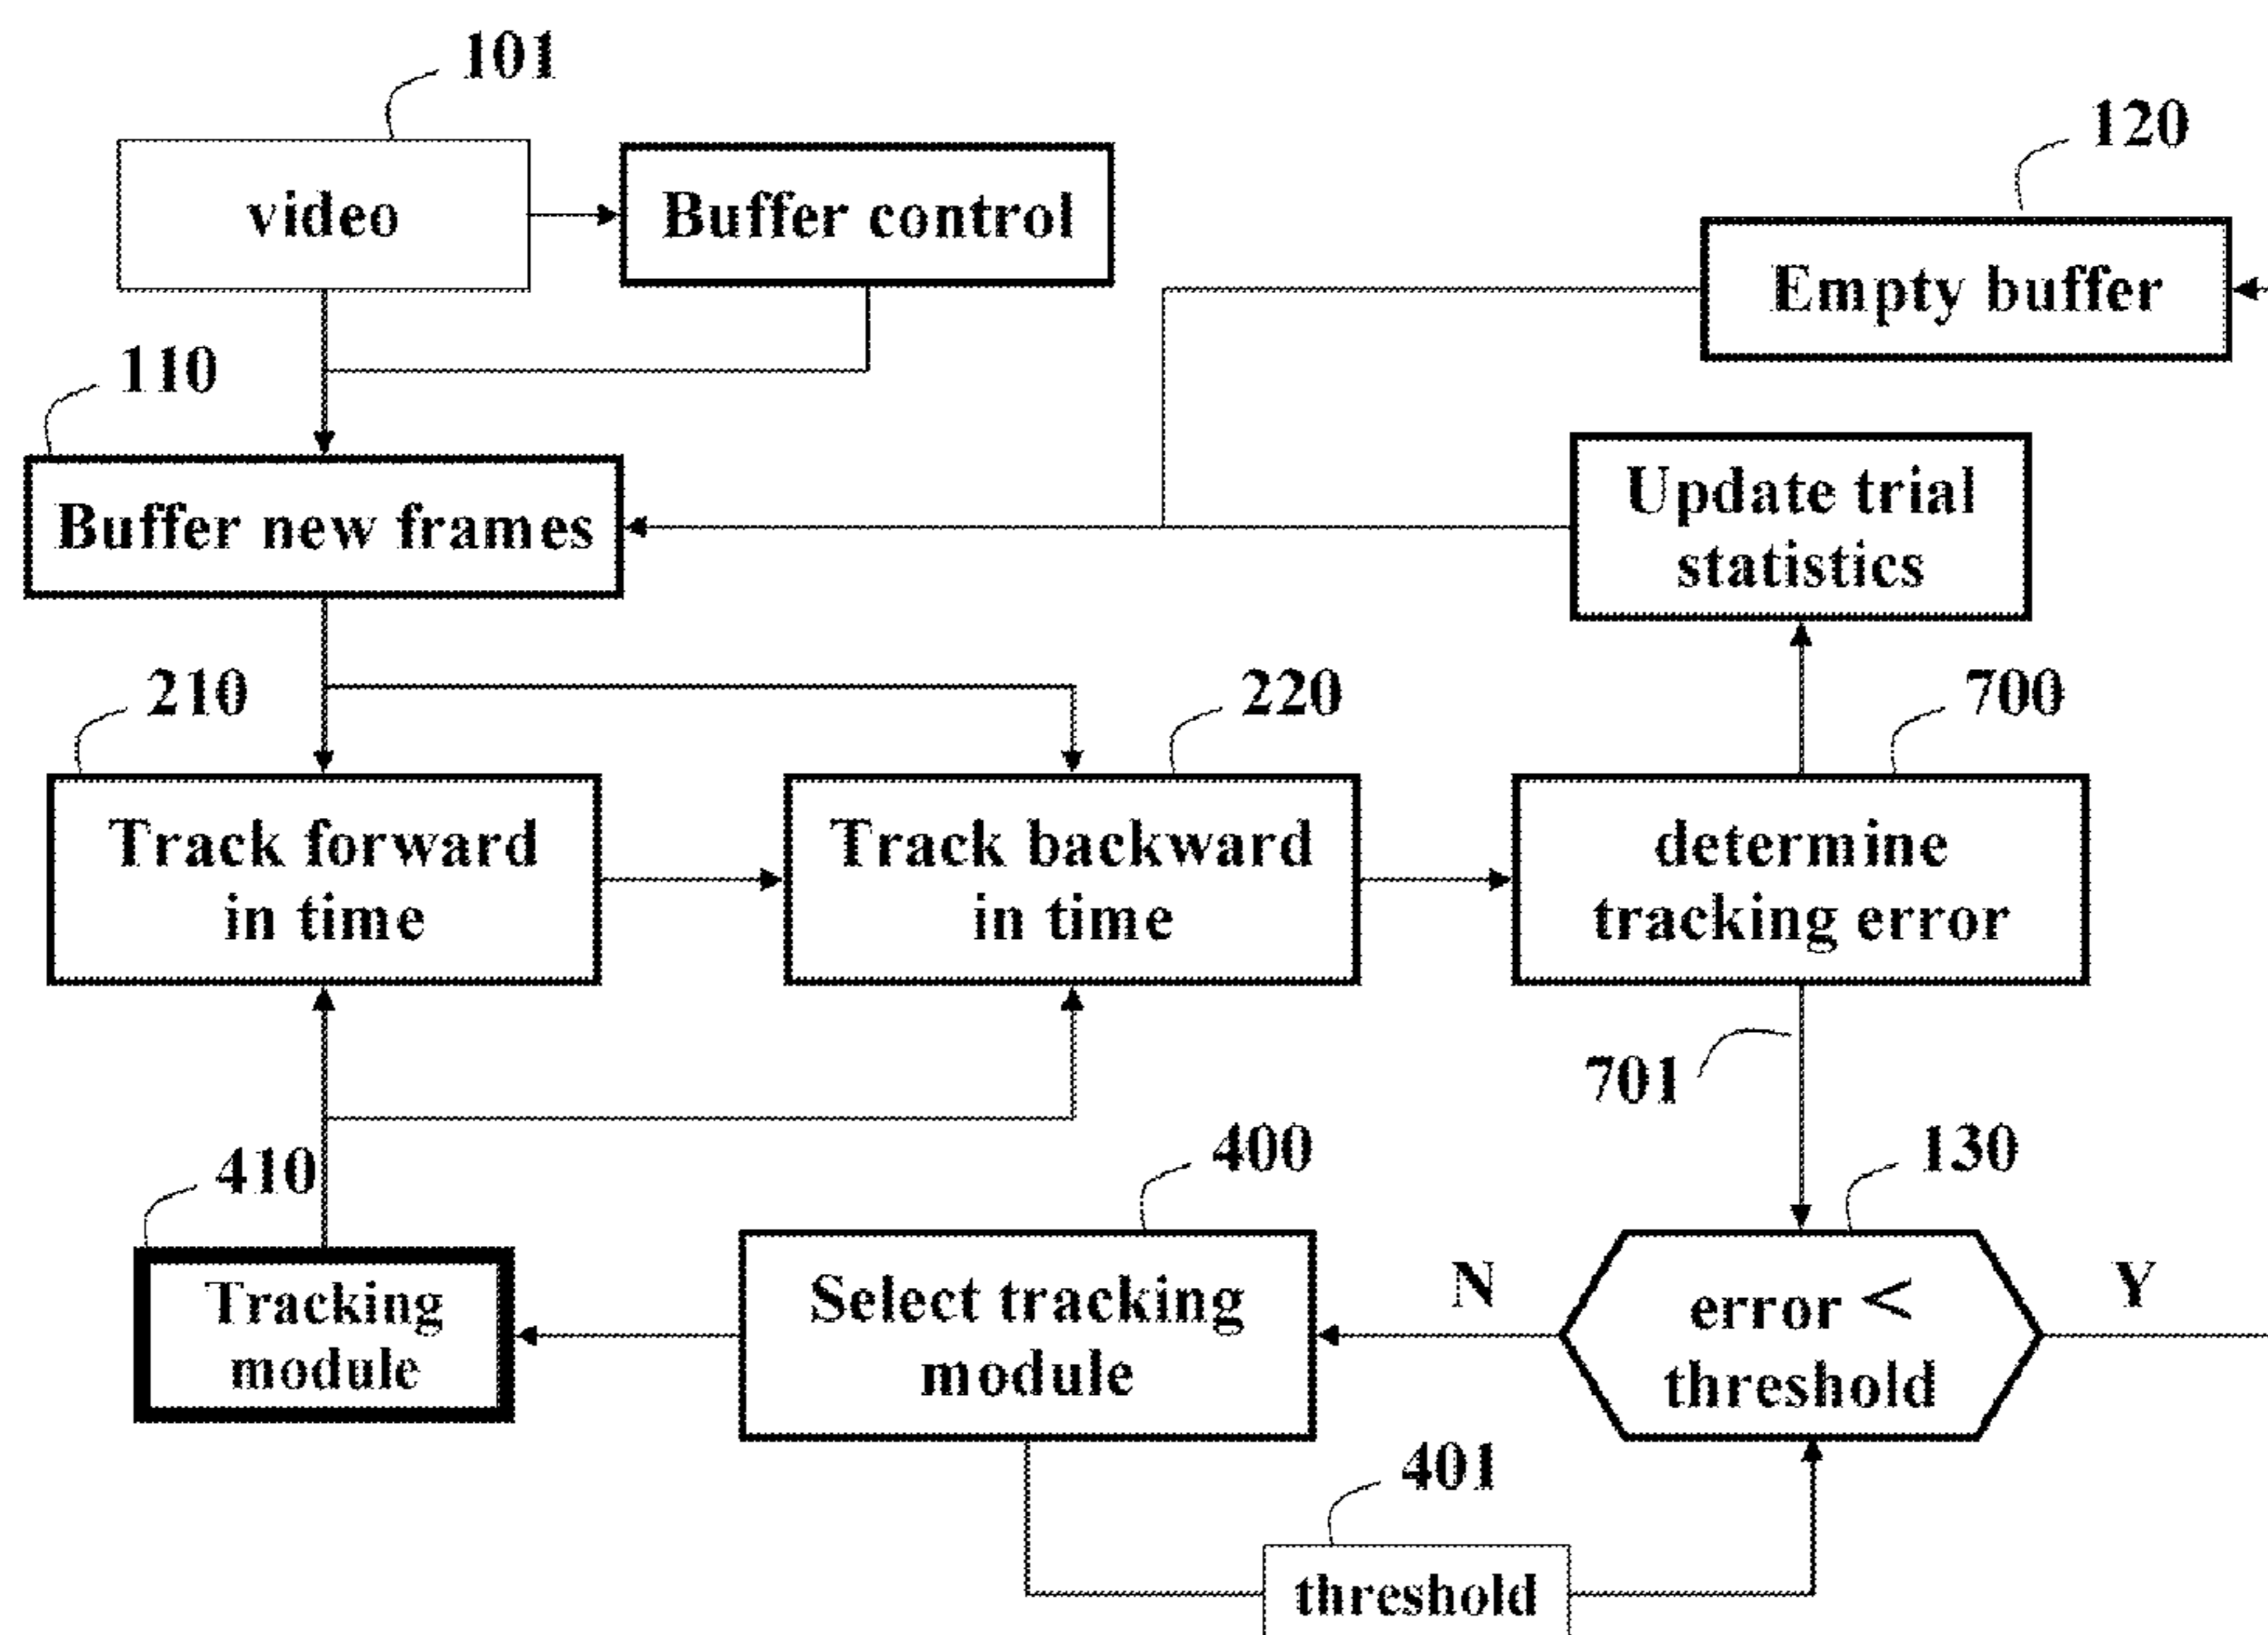 101
120
video
Buffer control
Empty buffer
110
Buffer new frames
Update trial
statistics
210
220
700
Track forward
in time
Track backward
in time
determine
tracking error
701
410
400
130
Tracking
module
Select tracking
module
N
error <
threshold
Y
401
threshold